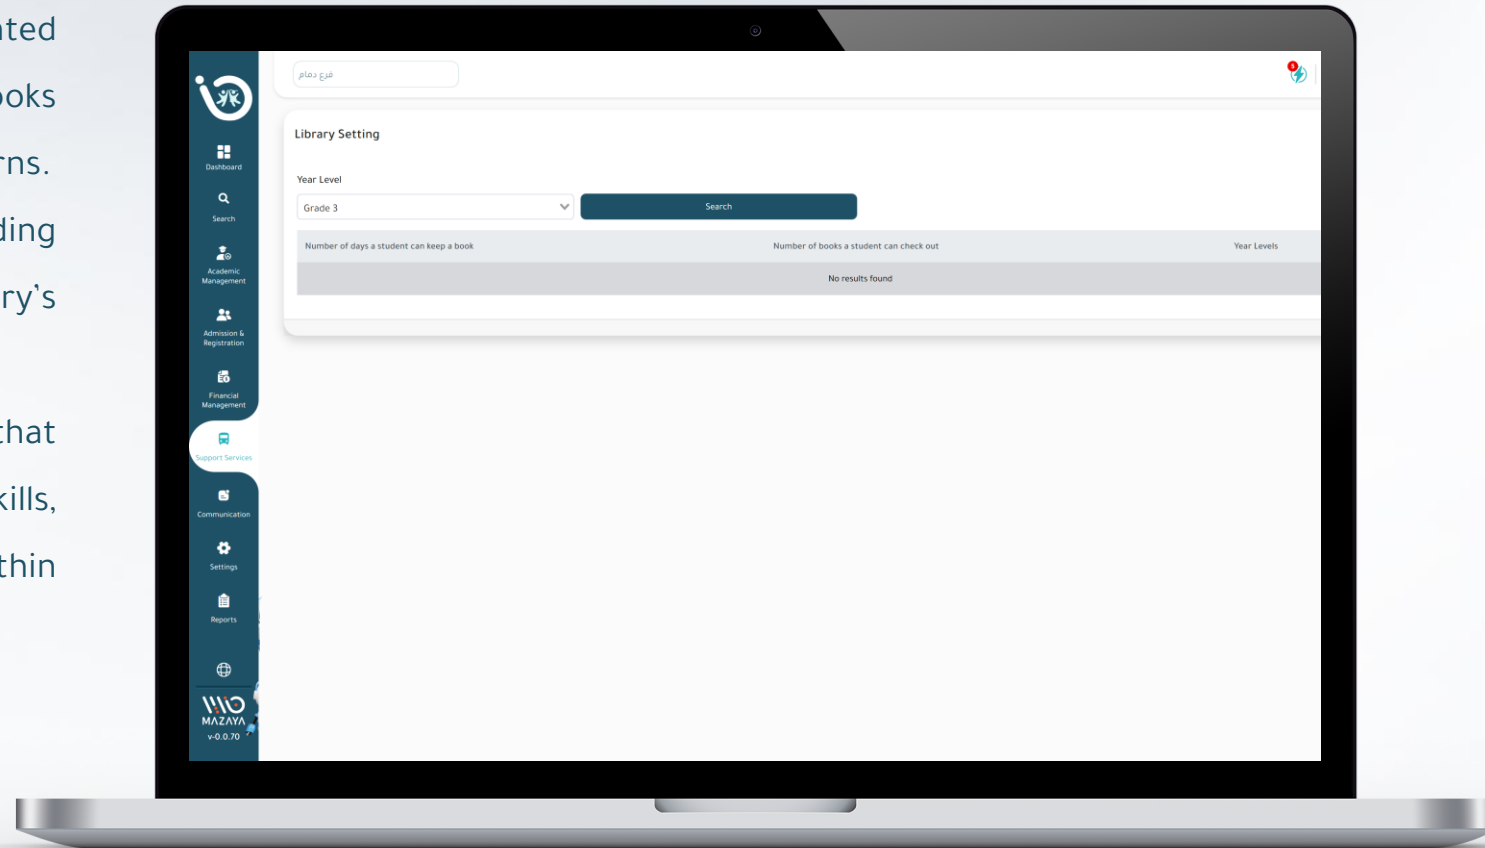 ated
ooks
rns.
ding
ry's
that
kills,
thin
فرع دمام
5
Library Setting
Year Level
Grade 3
Search
Number of days a student can keep a book
Number of books a student can check out
Year Levels
No results found
Dashboard
Search
Academic
Management
Admission &
Registration
Financial
Management
Support Services
Communication
Settings
Reports
MAZAYA
v-0.0.70